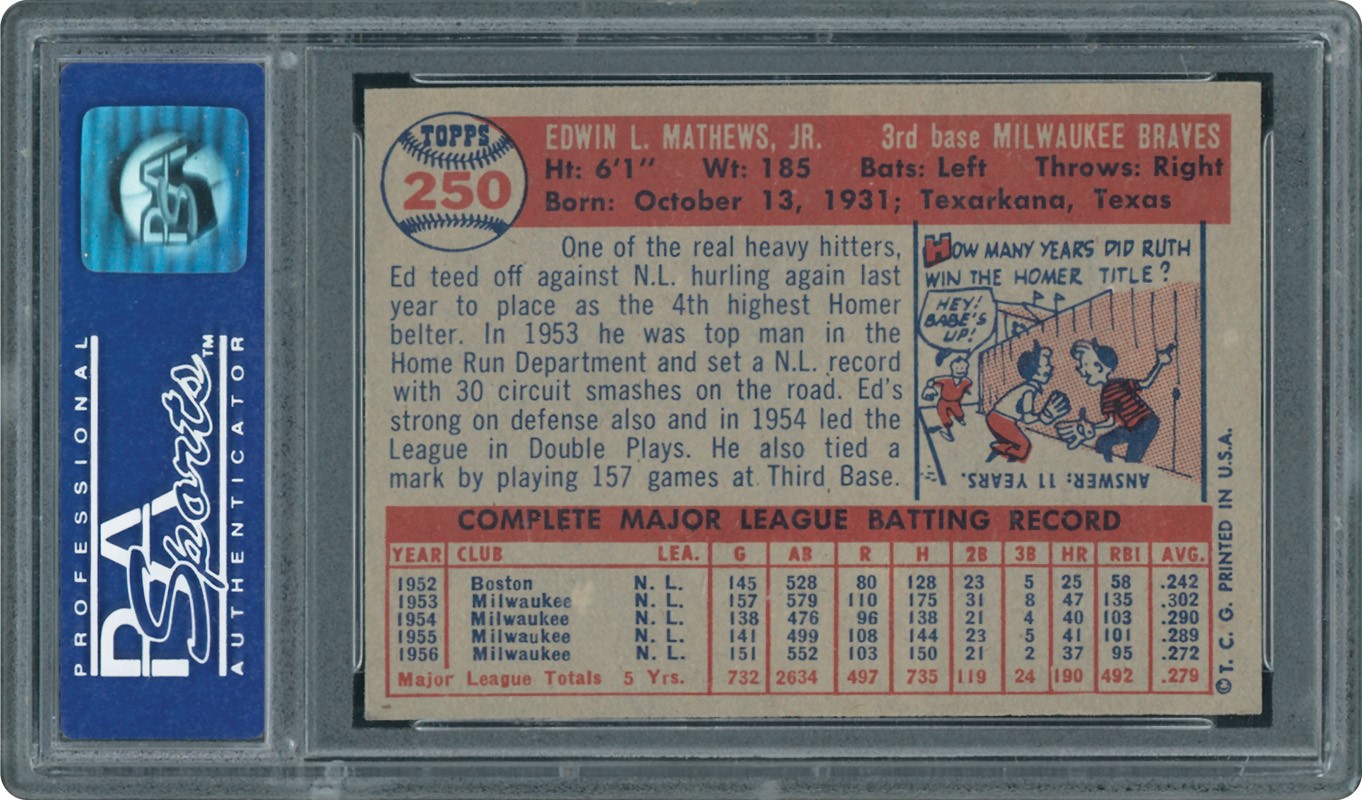 PSA
PROFESSIONAL
PSA Sports™
AUTHENTICATOR
TOPPS
250
EDWIN L. MATHEWS, JR. 3rd base MILWAUKEE BRAVES
Ht: 6'1" Wt: 185 Bats: Left Throws: Right
Born: October 13, 1931; Texarkana, Texas
One of the real heavy hitters,
Ed teed off against N.L. hurling again last
year to place as the 4th highest Homer
belter. In 1953 he was top man in the
Home Run Department and set a N.L. record
with 30 circuit smashes on the road. Ed's
strong on defense also and in 1954 led the
League in Double Plays. He also tied a
mark by playing 157 games at Third Base.
HOW MANY YEARS DID RUTH
WIN THE HOMER TITLE?
HEY!
BABE'S
UP!
ANSWER: 11 YEARS.
COMPLETE MAJOR LEAGUE BATTING RECORD
YEAR CLUB LEA. G AB R H 2B 3B HR RBI AVG.
1952 Boston N. L. 145 528 80 128 23 5 25 58 .242
1953 Milwaukee N. L. 157 579 110 175 31 8 47 135 .302
1954 Milwaukee N. L. 138 476 96 138 21 4 40 103 .290
1955 Milwaukee N. L. 141 499 108 144 23 5 41 101 .289
1956 Milwaukee N. L. 151 552 103 150 21 2 37 95 .272
Major League Totals 5 Yrs. 732 2634 497 735 119 24 190 492 .279
© T. C. G. PRINTED IN U.S.A.